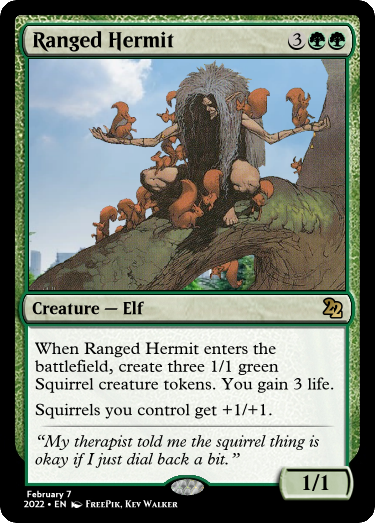 Ranged Hermit 3
Creature — Elf
When Ranged Hermit enters the
battlefield, create three 1/1 green
Squirrel creature tokens. You gain 3 life.
Squirrels you control get +1/+1.
“My therapist told me the squirrel thing is
okay if I just dial back a bit.”
1/1
February 7
2022 • EN FreePik, Kev Walker